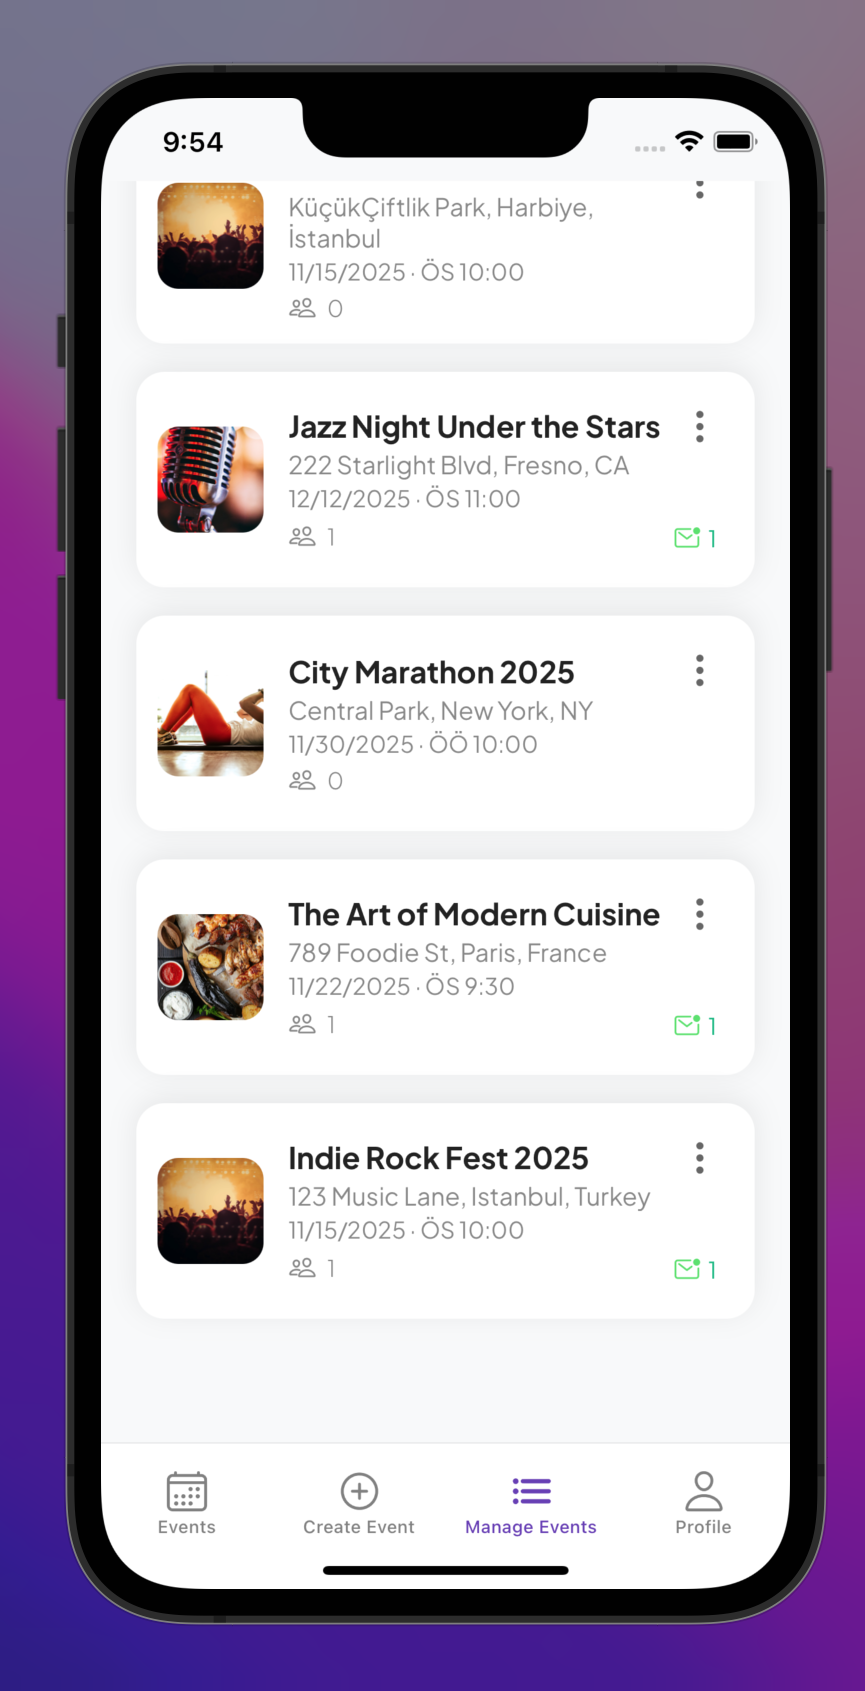 9:54
KüçükÇiftlik Park, Harbiye,
İstanbul
11/15/2025 · ÖS 10:00
0
Jazz Night Under the Stars
222 Starlight Blvd, Fresno, CA
12/12/2025 · ÖS 11:00
1
1
City Marathon 2025
Central Park, New York, NY
11/30/2025 · ÖÖ 10:00
0
The Art of Modern Cuisine
789 Foodie St, Paris, France
11/22/2025 · ÖS 9:30
1
1
Indie Rock Fest 2025
123 Music Lane, Istanbul, Turkey
11/15/2025 · ÖS 10:00
1
1
Events
Create Event
Manage Events
Profile